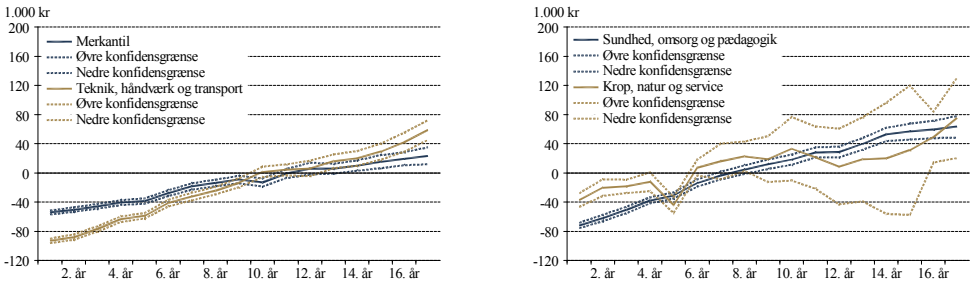 1.000 kr
200
160
120
80
40
0
-40
-80
-120
Merkantil
Øvre konfidensgrænse
Nedre konfidensgrænse
Teknik, håndværk og transport
Øvre konfidensgrænse
Nedre konfidensgrænse
2. år 4. år 6. år 8. år 10. år 12. år 14. år 16. år
1.000 kr
200
160
120
80
40
0
-40
-80
-120
Sundhed, omsorg og pædagogik
Øvre konfidensgrænse
Nedre konfidensgrænse
Krop, natur og service
Øvre konfidensgrænse
Nedre konfidensgrænse
2. år 4. år 6. år 8. år 10. år 12. år 14. år 16. år